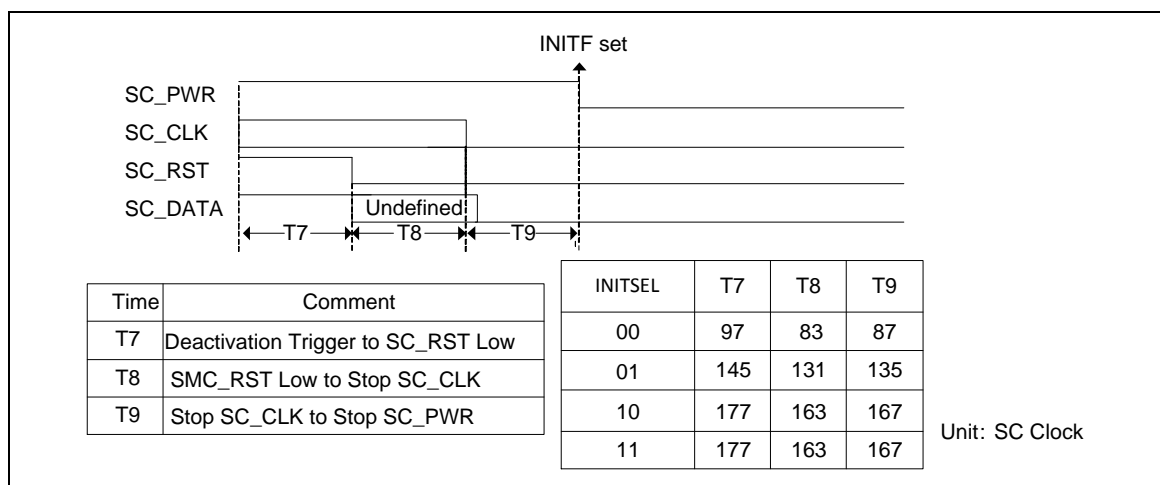 INITF set
SC_PWR
SC_CLK
SC_RST
SC_DATA
Undefined
T7 T8 T9
Time Comment
T7 Deactivation Trigger to SC_RST Low
T8 SMC_RST Low to Stop SC_CLK
T9 Stop SC_CLK to Stop SC_PWR
INITSEL T7 T8 T9
00 97 83 87
01 145 131 135
10 177 163 167
11 177 163 167
Unit: SC Clock